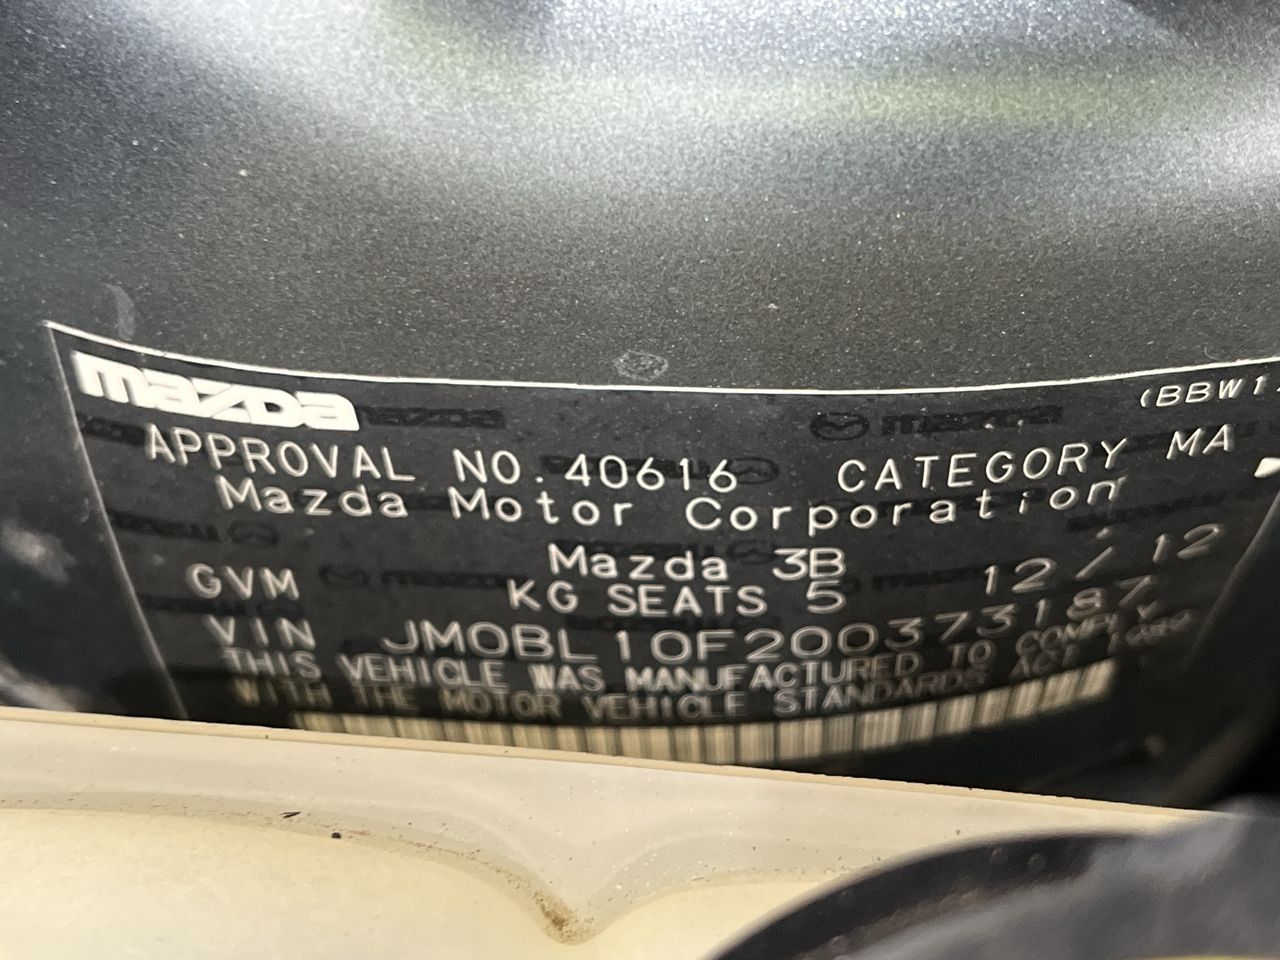 mazda
(BBW1
APPROVAL NO. 40616 CATEGORY MA
Mazda Motor Corporation
Mazda 3B 12/12
GVM KG SEATS 5
VIN JM0BL10F200373187
THIS VEHICLE WAS MANUFACTURED TO COMPLY
WITH THE MOTOR VEHICLE STANDARDS ACT 1989